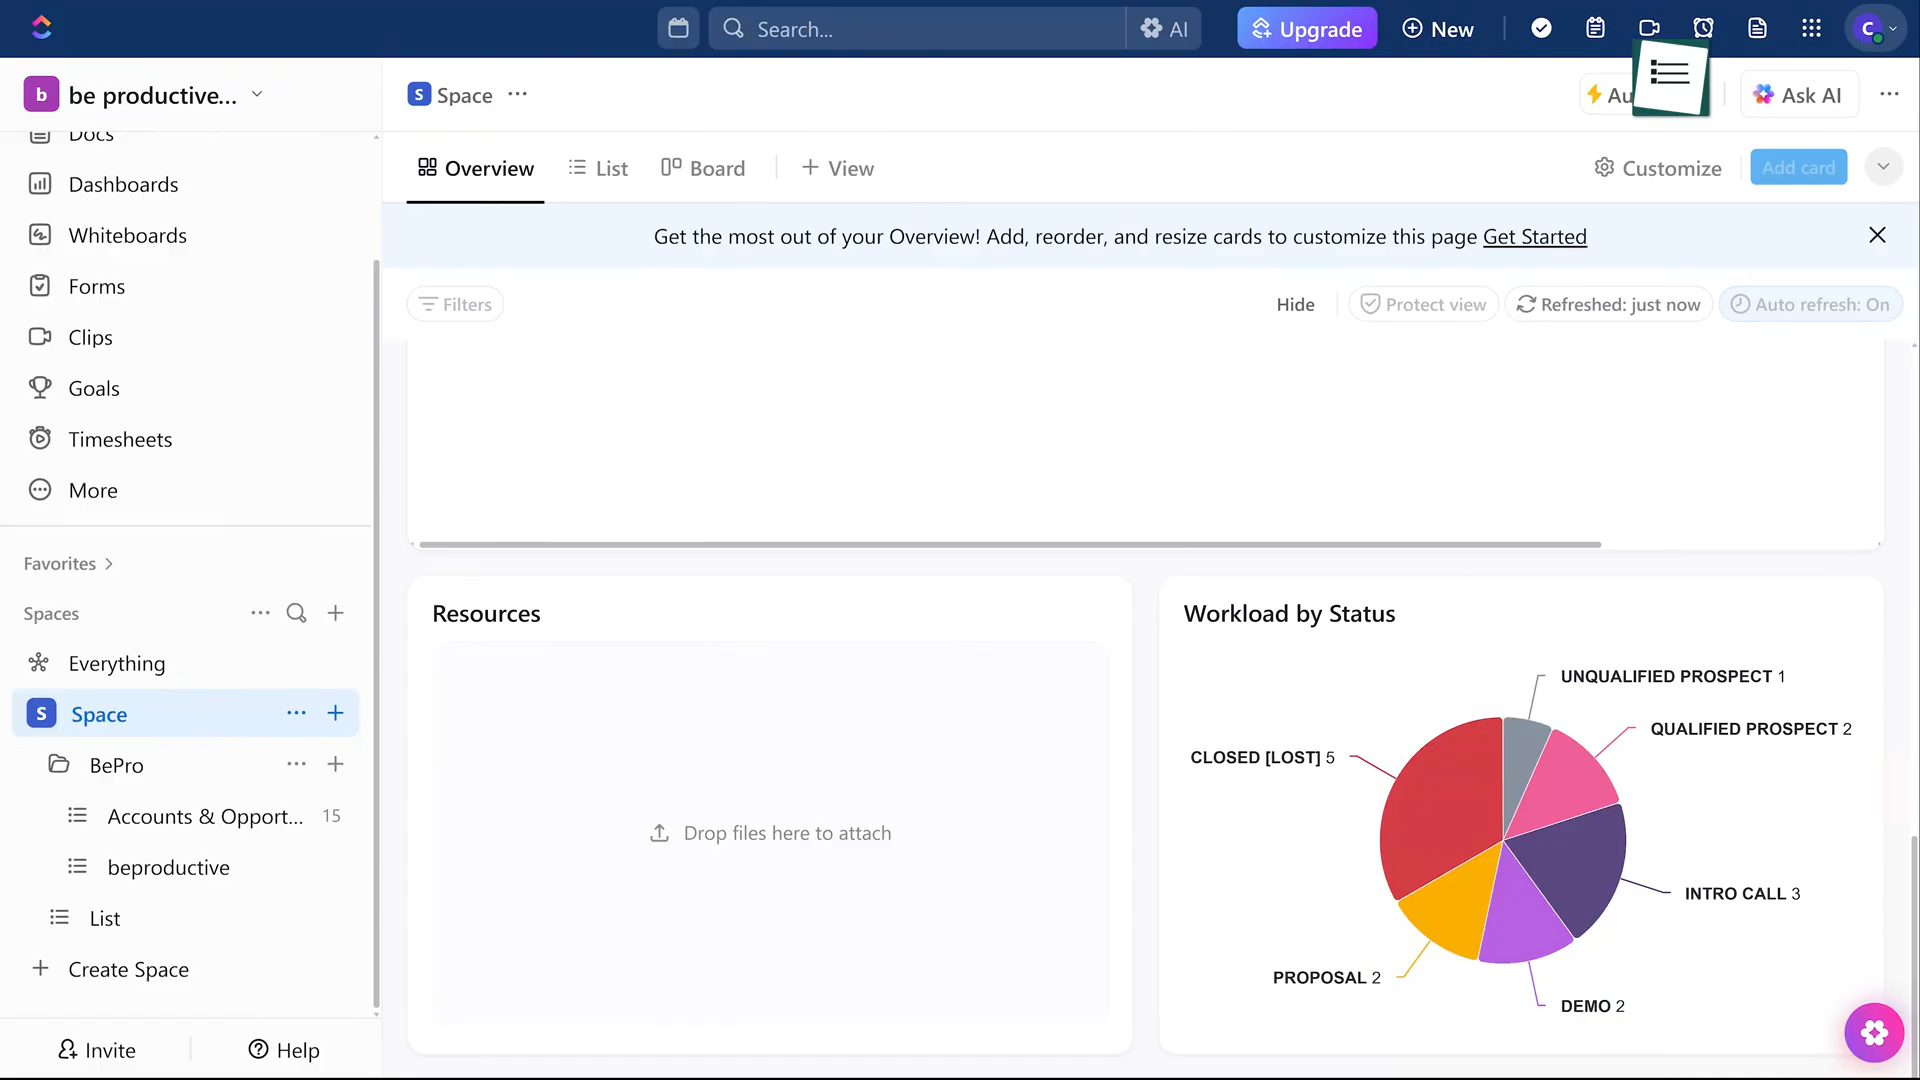 Search...
AI
Upgrade
New
C
b
be productive...
S
Space
Au
Ask AI
Docs
Dashboards
Whiteboards
Forms
Clips
Goals
Timesheets
More
Favorites
Spaces
Everything
S
Space
BePro
Accounts & Opport...
15
beproductive
List
Create Space
Invite
Help
Overview
List
Board
View
Customize
Add card
Get the most out of your Overview! Add, reorder, and resize cards to customize this page Get Started
Filters
Hide
Protect view
Refreshed: just now
Auto refresh: On
Resources
Drop files here to attach
Workload by Status
UNQUALIFIED PROSPECT 1
QUALIFIED PROSPECT 2
CLOSED [LOST] 5
INTRO CALL 3
PROPOSAL 2
DEMO 2